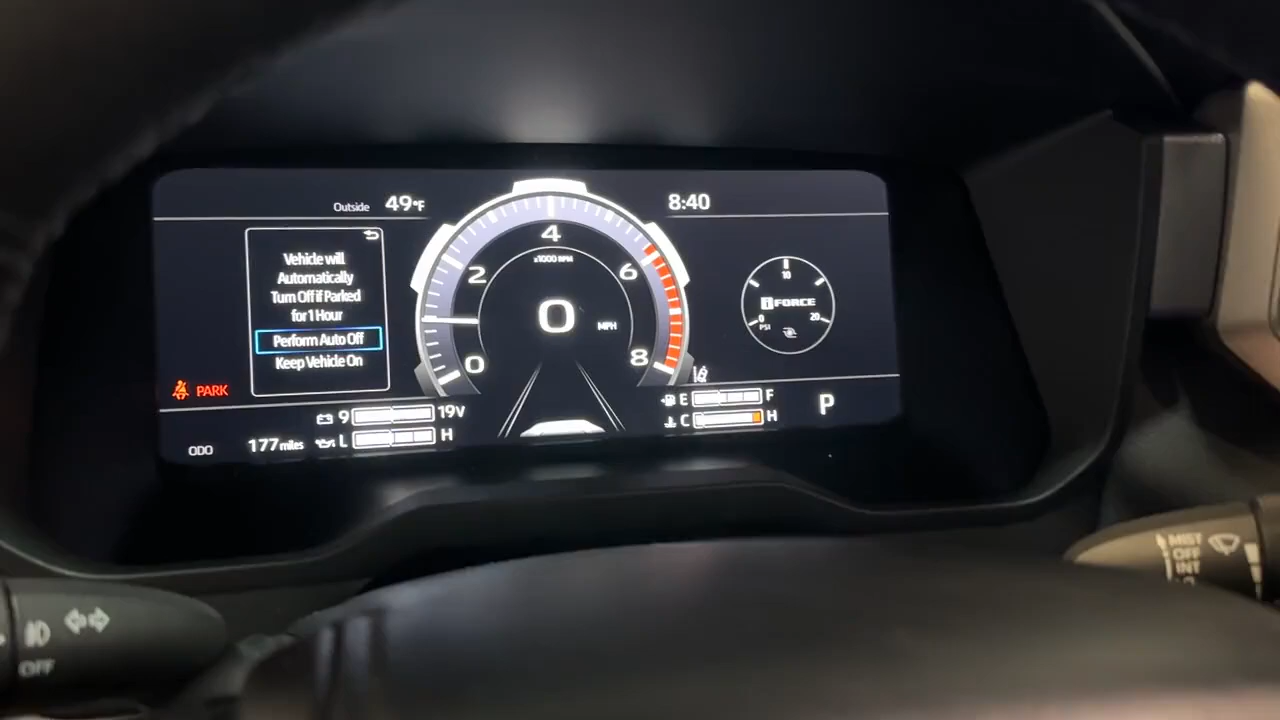 Outside 49°F
8:40
Vehicle will
Automatically
Turn Off if Parked
for 1 Hour
Perform Auto Off
Keep Vehicle On
PARK
4
x1000 RPM
2
6
0
MPH
0
8
10
iFORCE
0
20
PSI
9
19V
L
H
ODO
177 miles
E
F
C
H
P
MIST
OFF
INT
OFF